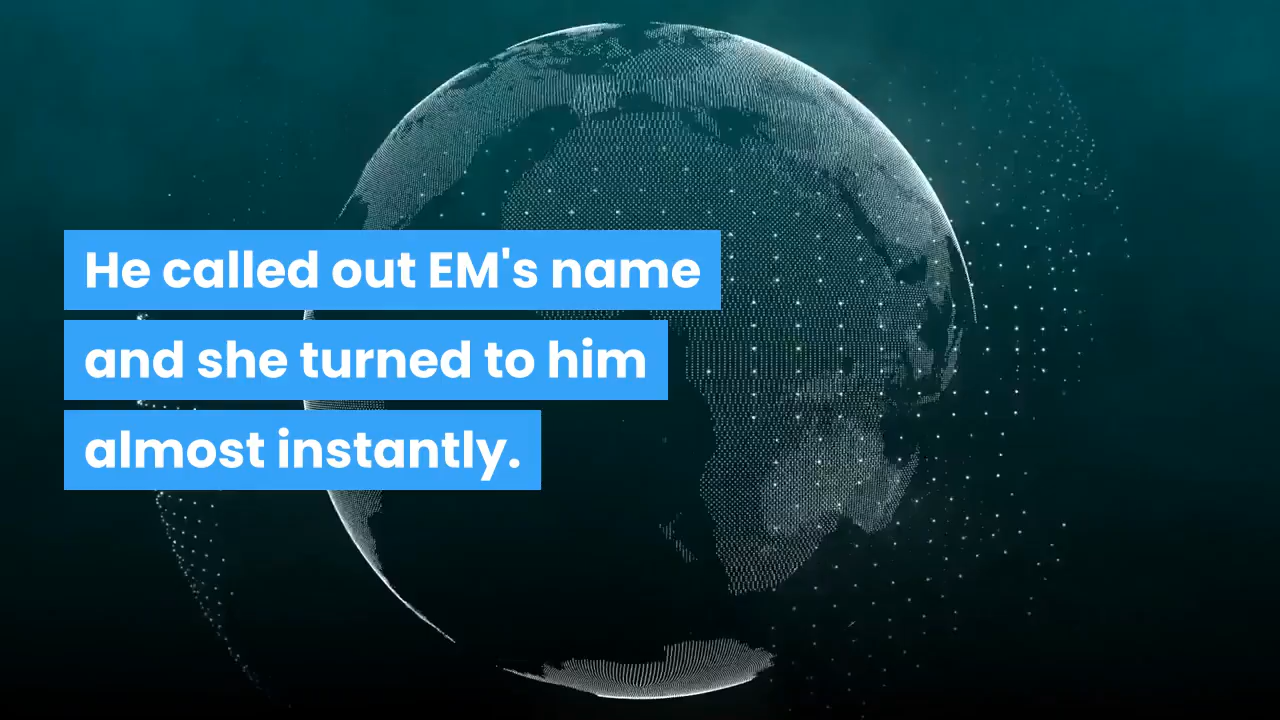 He called out EM's name
and she turned to him
almost instantly.